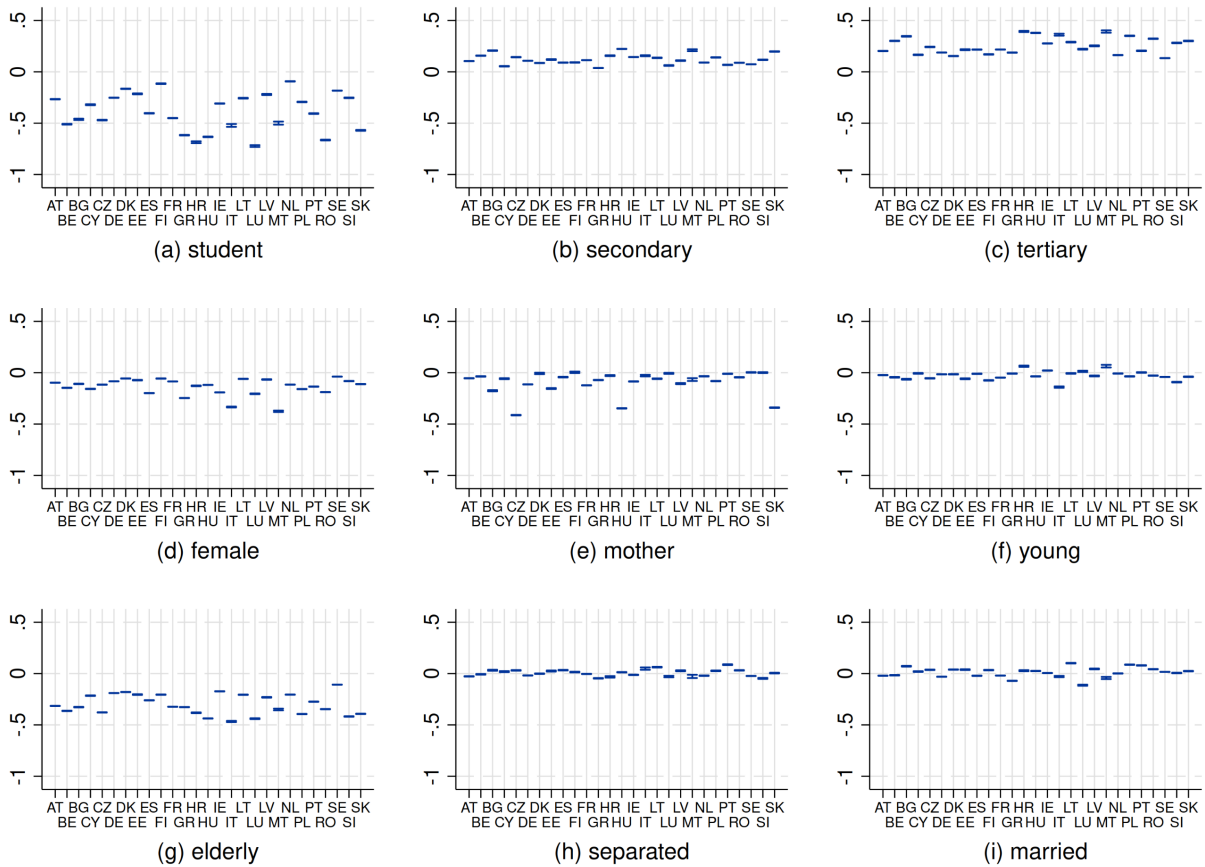 .5 .5 .5
0 0 0
-.5 -.5 -.5
-1 -1 -1
AT BG CZ DK ES FR HR IE LT LV NL PT SE SK AT BG CZ DK ES FR HR IE LT LV NL PT SE SK AT BG CZ DK ES FR HR IE LT LV NL PT SE SK
BE CY DE EE FI GR HU IT LU MT PL RO SI BE CY DE EE FI GR HU IT LU MT PL RO SI BE CY DE EE FI GR HU IT LU MT PL RO SI
(a) student (b) secondary (c) tertiary
.5 .5 .5
0 0 0
-.5 -.5 -.5
-1 -1 -1
AT BG CZ DK ES FR HR IE LT LV NL PT SE SK AT BG CZ DK ES FR HR IE LT LV NL PT SE SK AT BG CZ DK ES FR HR IE LT LV NL PT SE SK
BE CY DE EE FI GR HU IT LU MT PL RO SI BE CY DE EE FI GR HU IT LU MT PL RO SI BE CY DE EE FI GR HU IT LU MT PL RO SI
(d) female (e) mother (f) young
.5 .5 .5
0 0 0
-.5 -.5 -.5
-1 -1 -1
AT BG CZ DK ES FR HR IE LT LV NL PT SE SK AT BG CZ DK ES FR HR IE LT LV NL PT SE SK AT BG CZ DK ES FR HR IE LT LV NL PT SE SK
BE CY DE EE FI GR HU IT LU MT PL RO SI BE CY DE EE FI GR HU IT LU MT PL RO SI BE CY DE EE FI GR HU IT LU MT PL RO SI
(g) elderly (h) separated (i) married